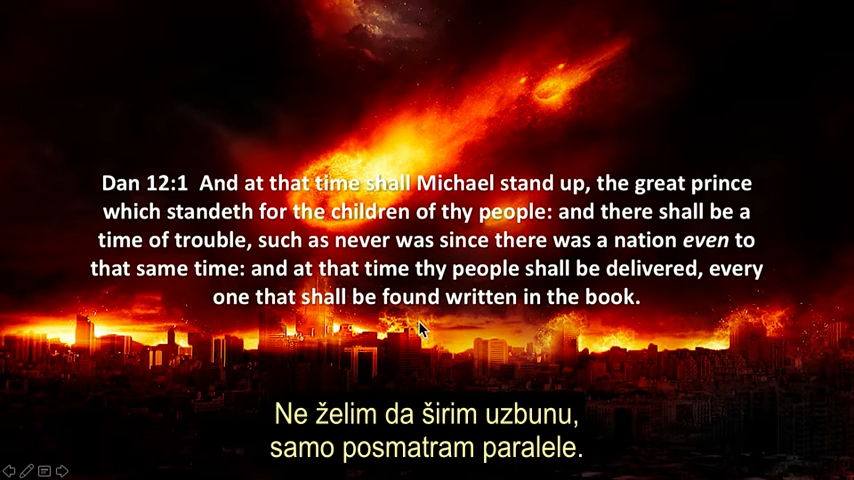 Dan 12:1  And at that time shall Michael stand up, the great prince
which standeth for the children of thy people: and there shall be a
time of trouble, such as never was since there was a nation even to
that same time: and at that time thy people shall be delivered, every
one that shall be found written in the book.
Ne želim da širim uzbunu,
samo posmatram paralele.